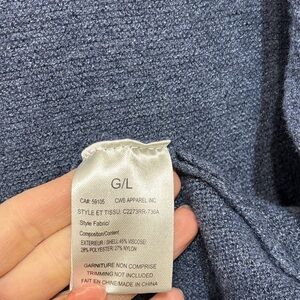 G/L
CA#: 59105 CWB APPAREL INC
STYLE ET TISSU: C2273RR-736A
Style Fabric/
Composition/Content
EXTERIEUR / SHELL:45% VISCOSE/
28% POLYESTER/ 27% NYLON
GARNITURE NON COMPRISE
TRIMMING NOT INCLUDED
FAIT EN CHINE/MADE IN CHINA